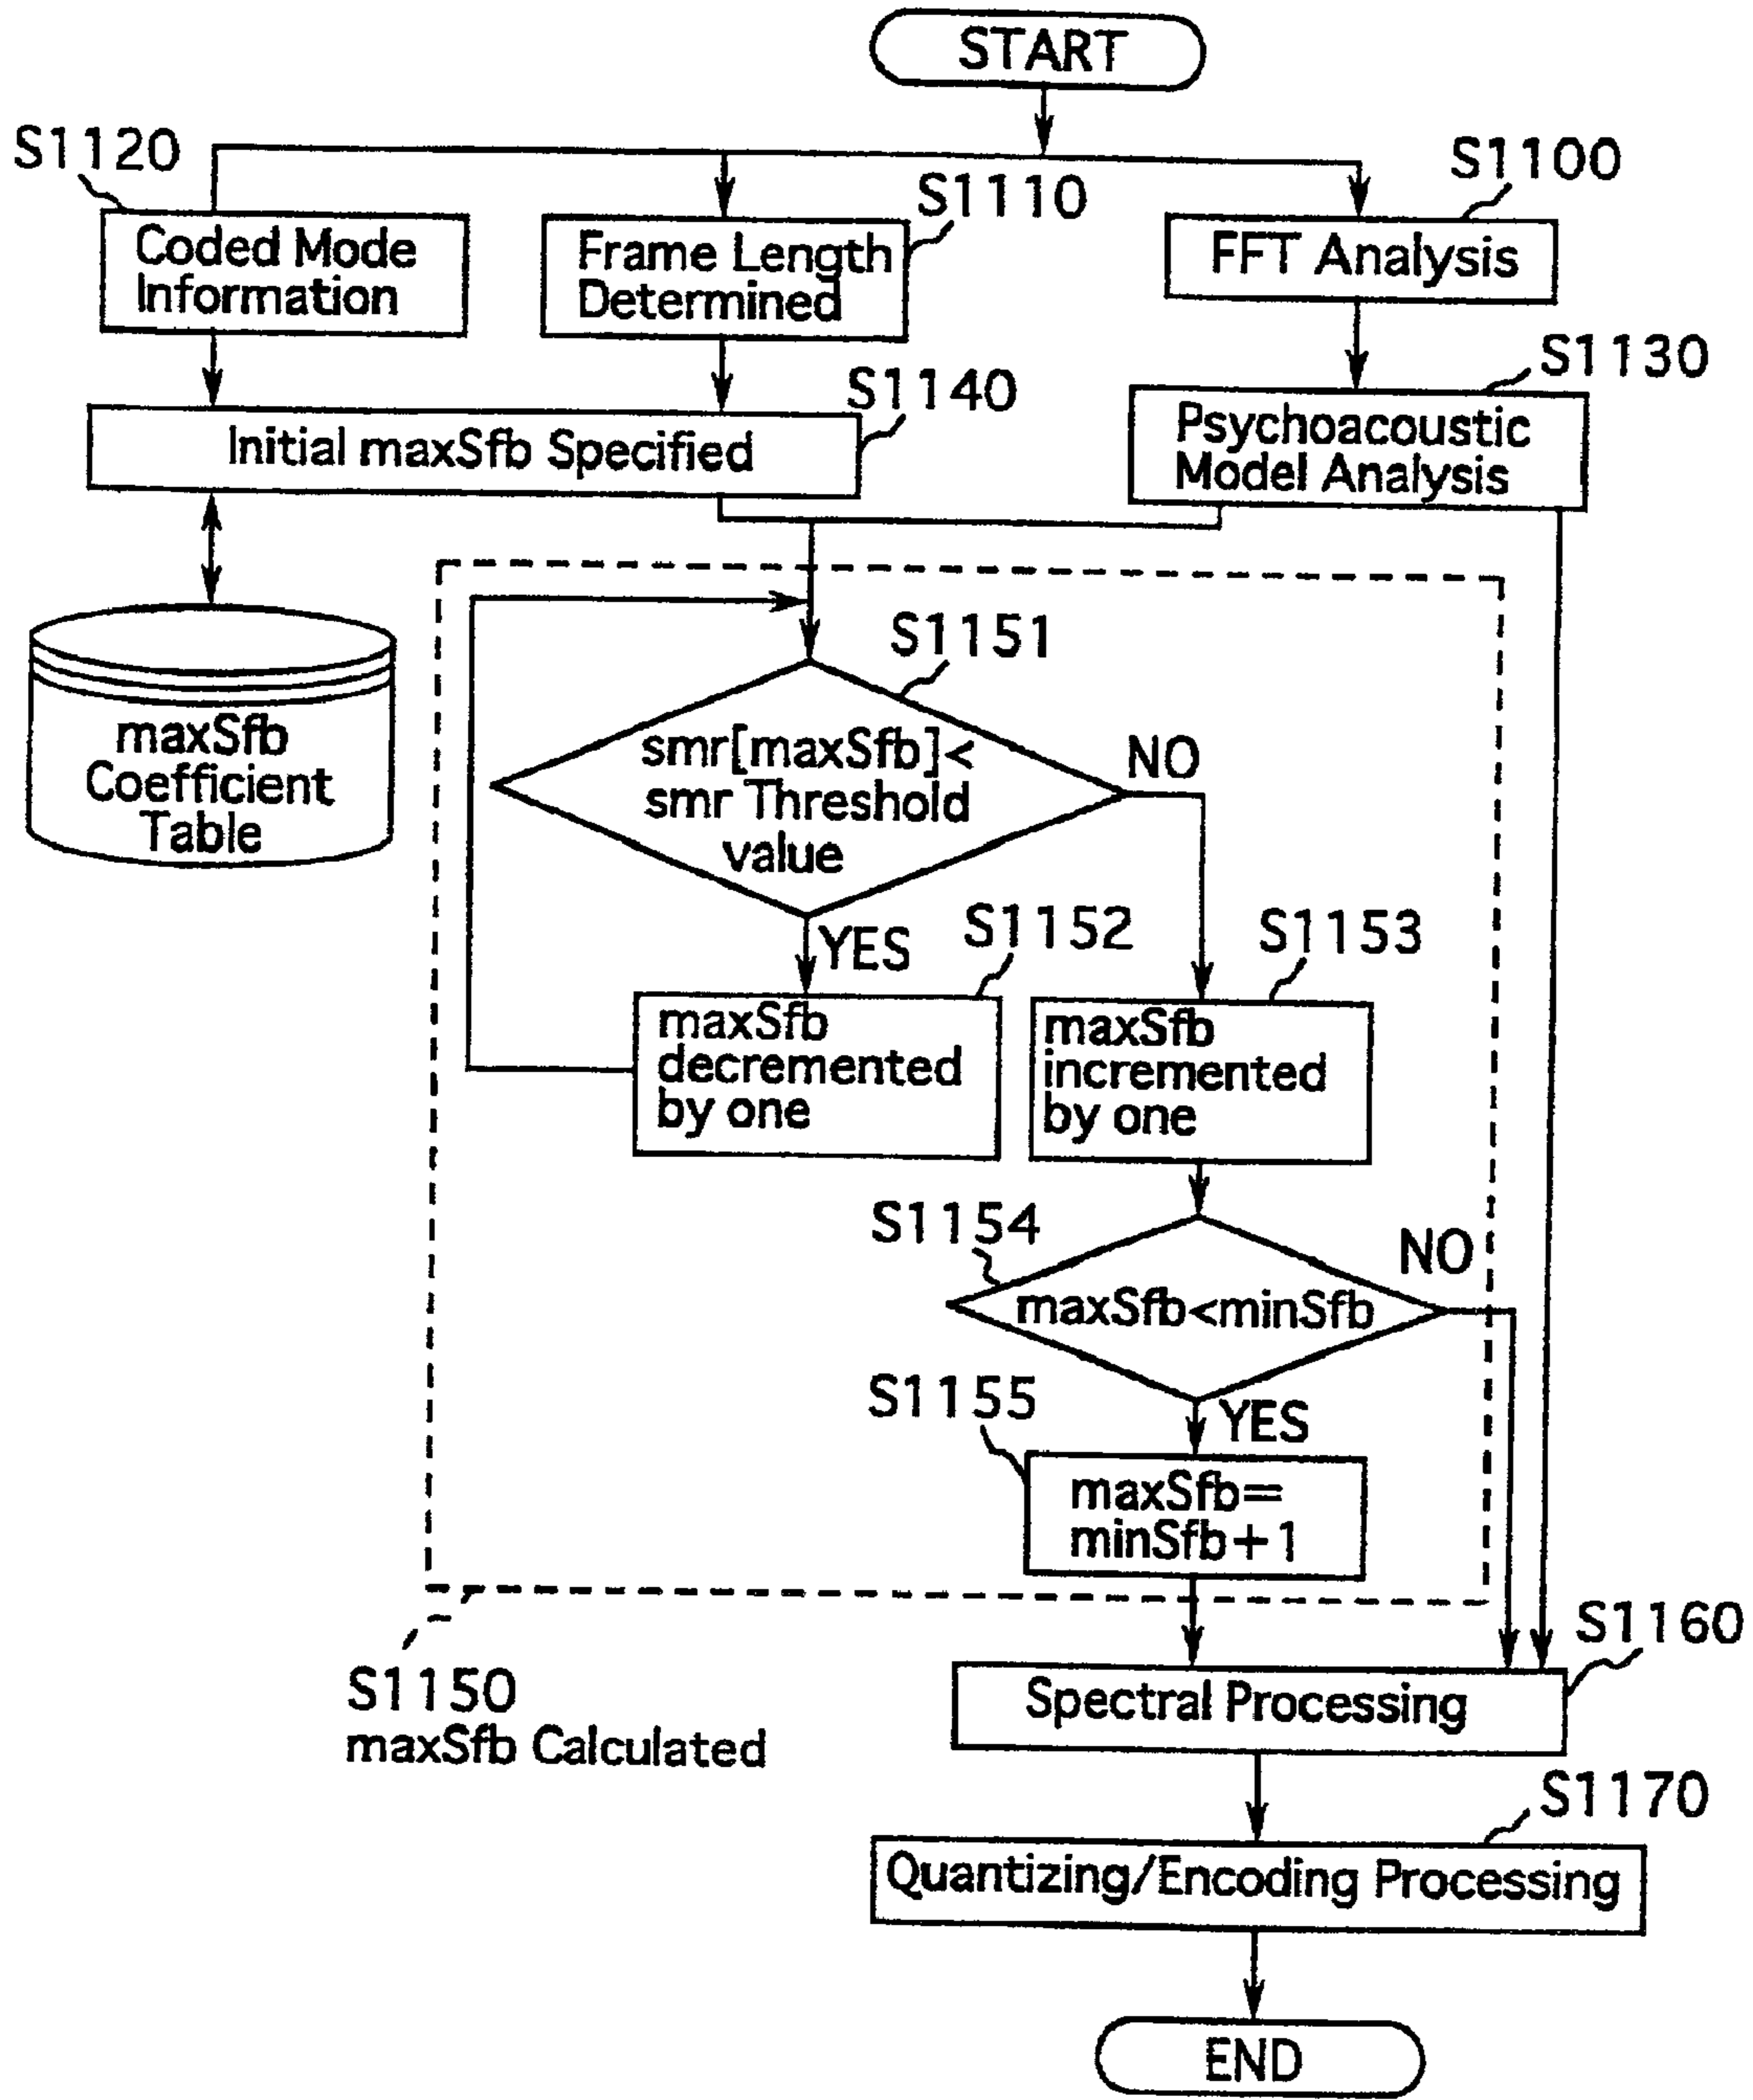 START
S1120
S1100
S1110
Coded Mode
Information
Frame Length
Determined
FFT Analysis
S1130
S1140
Initial maxSfb Specified
Psychoacoustic
Model Analysis
S1151
maxSfb
Coefficient
Table
smr[maxSfb]<
smr Threshold
value
NO
YES
S1152
S1153
maxSfb
decremented
by one
maxSfb
incremented
by one
S1154
NO
maxSfb<minSfb
S1155
YES
maxSfb=
minSfb+1
S1150
maxSfb Calculated
S1160
Spectral Processing
S1170
Quantizing/Encoding Processing
END